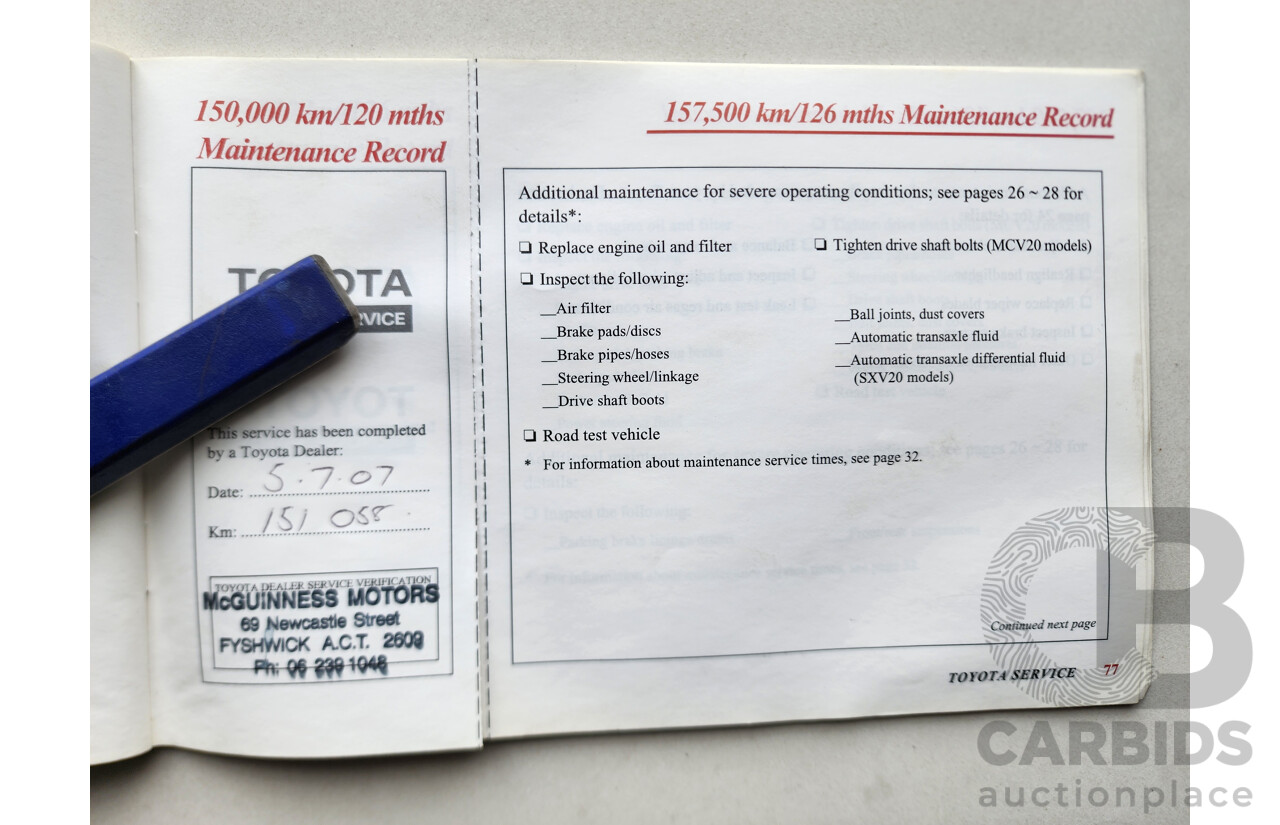 150,000 km/120 mths
Maintenance Record
TOYOTA
This service has been completed
by a Toyota Dealer:
Date: 5.7.07
Km: 151 058.
TOYOTA DEALER SERVICE VERIFICATION
McGUINNESS MOTORS
69 Newcastle Street
FYSHWICK A.C.T. 2609
Ph: 06 239 1048
157,500 km/126 mths Maintenance Record
Additional maintenance for severe operating conditions; see pages 26 ~ 28 for
details*:
❏ Replace engine oil and filter
❏ Inspect the following:
__Air filter
__Brake pads/discs
__Brake pipes/hoses
__Steering wheel/linkage
__Drive shaft boots
❏ Road test vehicle
❏ Tighten drive shaft bolts (MCV20 models)
__Ball joints, dust covers
__Automatic transaxle fluid
__Automatic transaxle differential fluid
(SXV20 models)
* For information about maintenance service times, see page 32.
Continued next page
TOYOTA SERVICE 77
CB
CARBIDS
auctionplace